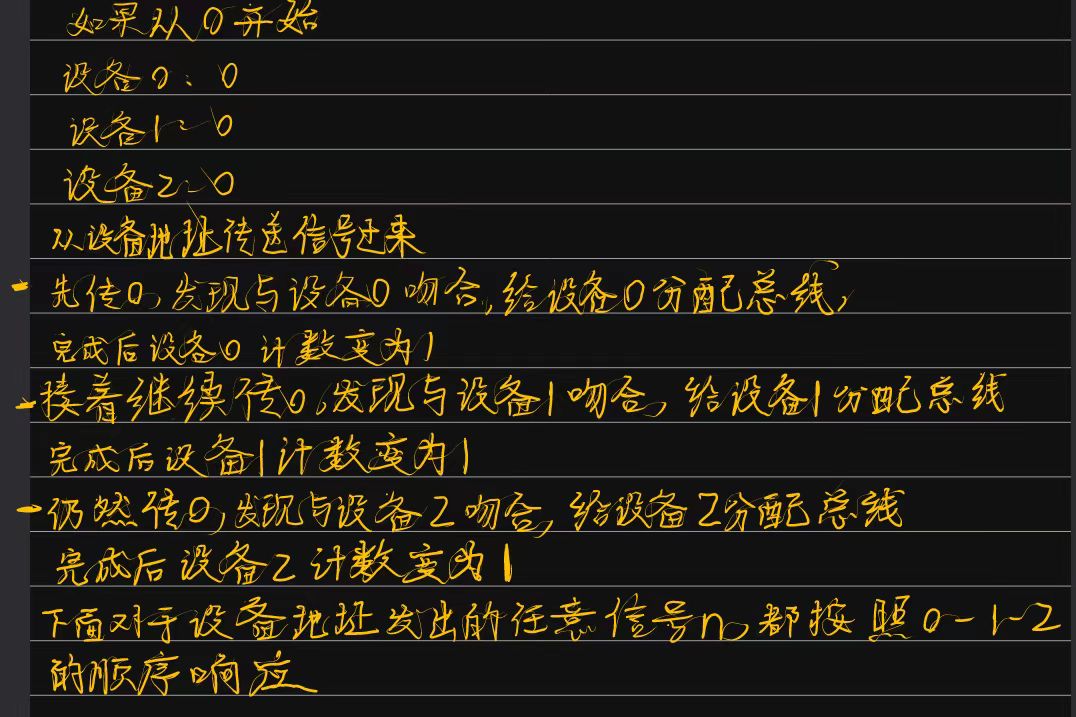 如果从0开始
设备0：0
设备1：0
设备2：0
从设备地址传送信号过来
- 先传0，发现与设备0吻合，给设备0分配总线，
完成后设备0计数变为1
- 接着继续传0，发现与设备1吻合，给设备1分配总线
完成后设备1计数变为1
- 仍然传0，发现与设备2吻合，给设备2分配总线
完成后设备2计数变为1
下面对于设备地址发出的任意信号n，都按照0-1-2
的顺序响应